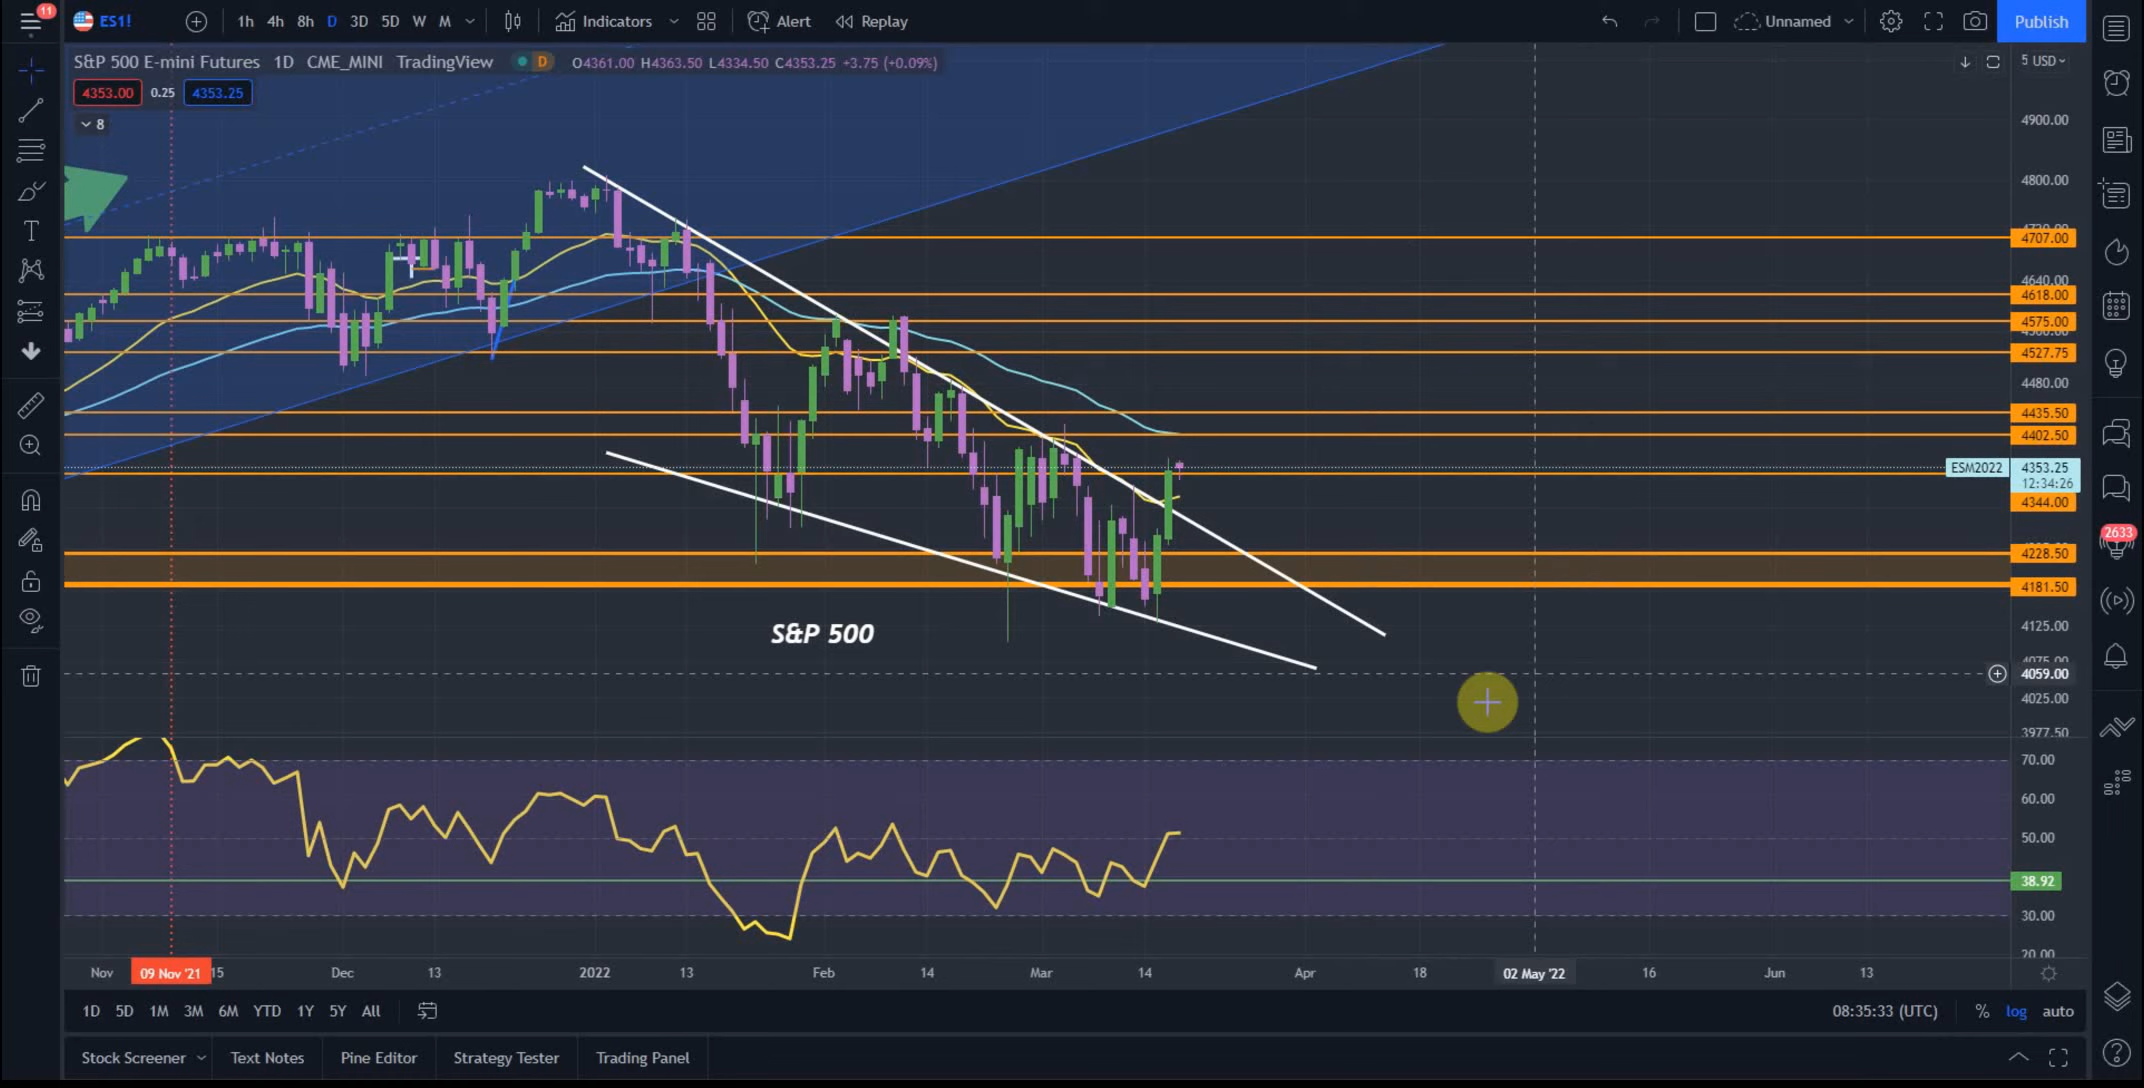 11
ES1!
1h 4h 8h D 3D 5D W M
Indicators
Alert
Replay
Unnamed
Publish
S&P 500 E-mini Futures 1D CME_MINI TradingView D O4361.00 H4363.50 L4334.50 C4353.25 +3.75 (+0.09%)
5 USD
4353.00 0.25 4353.25
8
4900.00
4800.00
4707.00
4640.00
4618.00
4575.00
4527.75
4480.00
4435.50
4402.50
ESM2022 4353.25
12:34:26
4344.00
2633
4228.50
4181.50
4125.00
S&P 500
4075.00
4059.00
4025.00
3977.50
70.00
60.00
50.00
38.92
30.00
20.00
Nov 09 Nov '21 15 Dec 13 2022 13 Feb 14 Mar 14 Apr 18 02 May '22 16 Jun 13
1D 5D 1M 3M 6M YTD 1Y 5Y All 08:35:33 (UTC) % log auto
Stock Screener Text Notes Pine Editor Strategy Tester Trading Panel